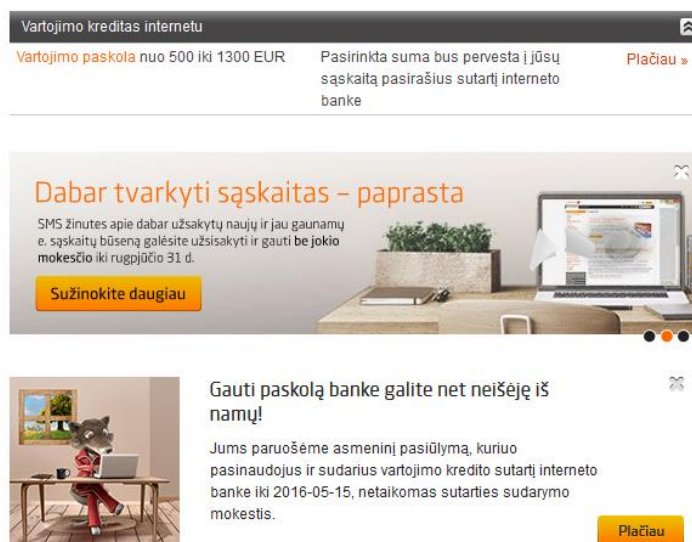 Vartojimo kreditas internetu
Vartojimo paskola nuo 500 iki 1300 EUR
Pasirinkta suma bus pervesta į jūsų
sąskaitą pasirašius sutartį interneto
banke
Plačiau »
Dabar tvarkyti sąskaitas – paprasta
SMS žinutes apie dabar užsakytų naujų ir jau gaunamų
e. sąskaitų būseną galėsite užsisakyti ir gauti be jokio
mokesčio iki rugpjūčio 31 d.
Sužinokite daugiau
Gauti paskolą banke galite net neišėję iš
namų!
Jums paruošėme asmeninį pasiūlymą, kuriuo
pasinaudojus ir sudarius vartojimo kredito sutartį interneto
banke iki 2016-05-15, netaikomas sutarties sudarymo
mokestis.
Plačiau